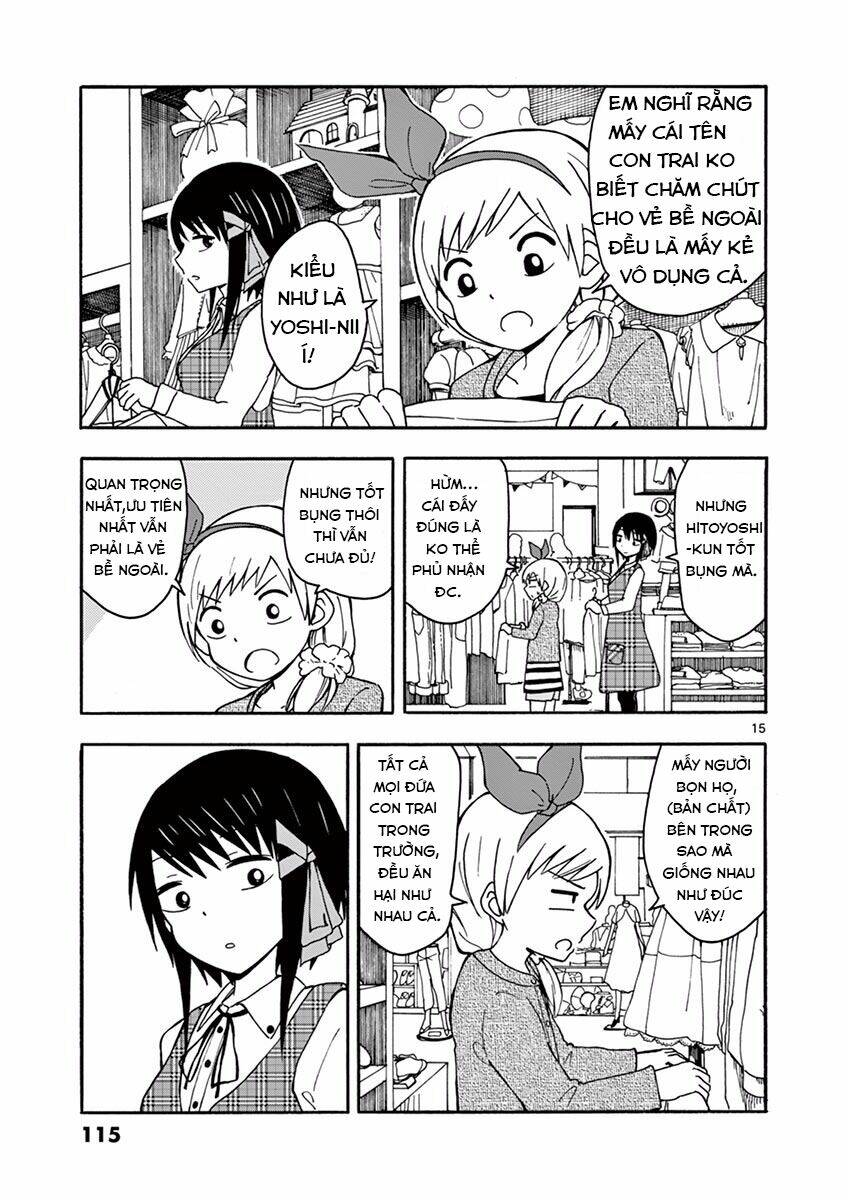 EM NGHĨ RẰNG
MẤY CÁI TÊN
CON TRAI KO
BIẾT CHĂM CHÚT
CHO VẺ BỀ NGOÀI
ĐỀU LÀ MẤY KẺ
VÔ DỤNG CẢ.
KIỂU
NHƯ LÀ
YOSHI-NII
Í!
NHƯNG
HITOYOSHI
-KUN TỐT
BỤNG MÀ.
HỪM...
CÁI ĐẤY
ĐÚNG LÀ
KO THỂ
PHỦ NHẬN
ĐC.
NHƯNG TỐT
BỤNG THÔI
THÌ VẪN
CHƯA ĐỦ!
QUAN TRỌNG
NHẤT,ƯU TIÊN
NHẤT VẪN
PHẢI LÀ VẺ
BỀ NGOÀI.
15
MẤY NGƯỜI
BỌN HỌ,
(BẢN CHẤT)
BÊN TRONG
SAO MÀ
GIỐNG NHAU
NHƯ ĐÚC
VẬY!
TẤT CẢ
MỌI ĐỨA
CON TRAI
TRONG
TRƯỜNG,
ĐỀU ĂN
HẠI NHƯ
NHAU CẢ.
115